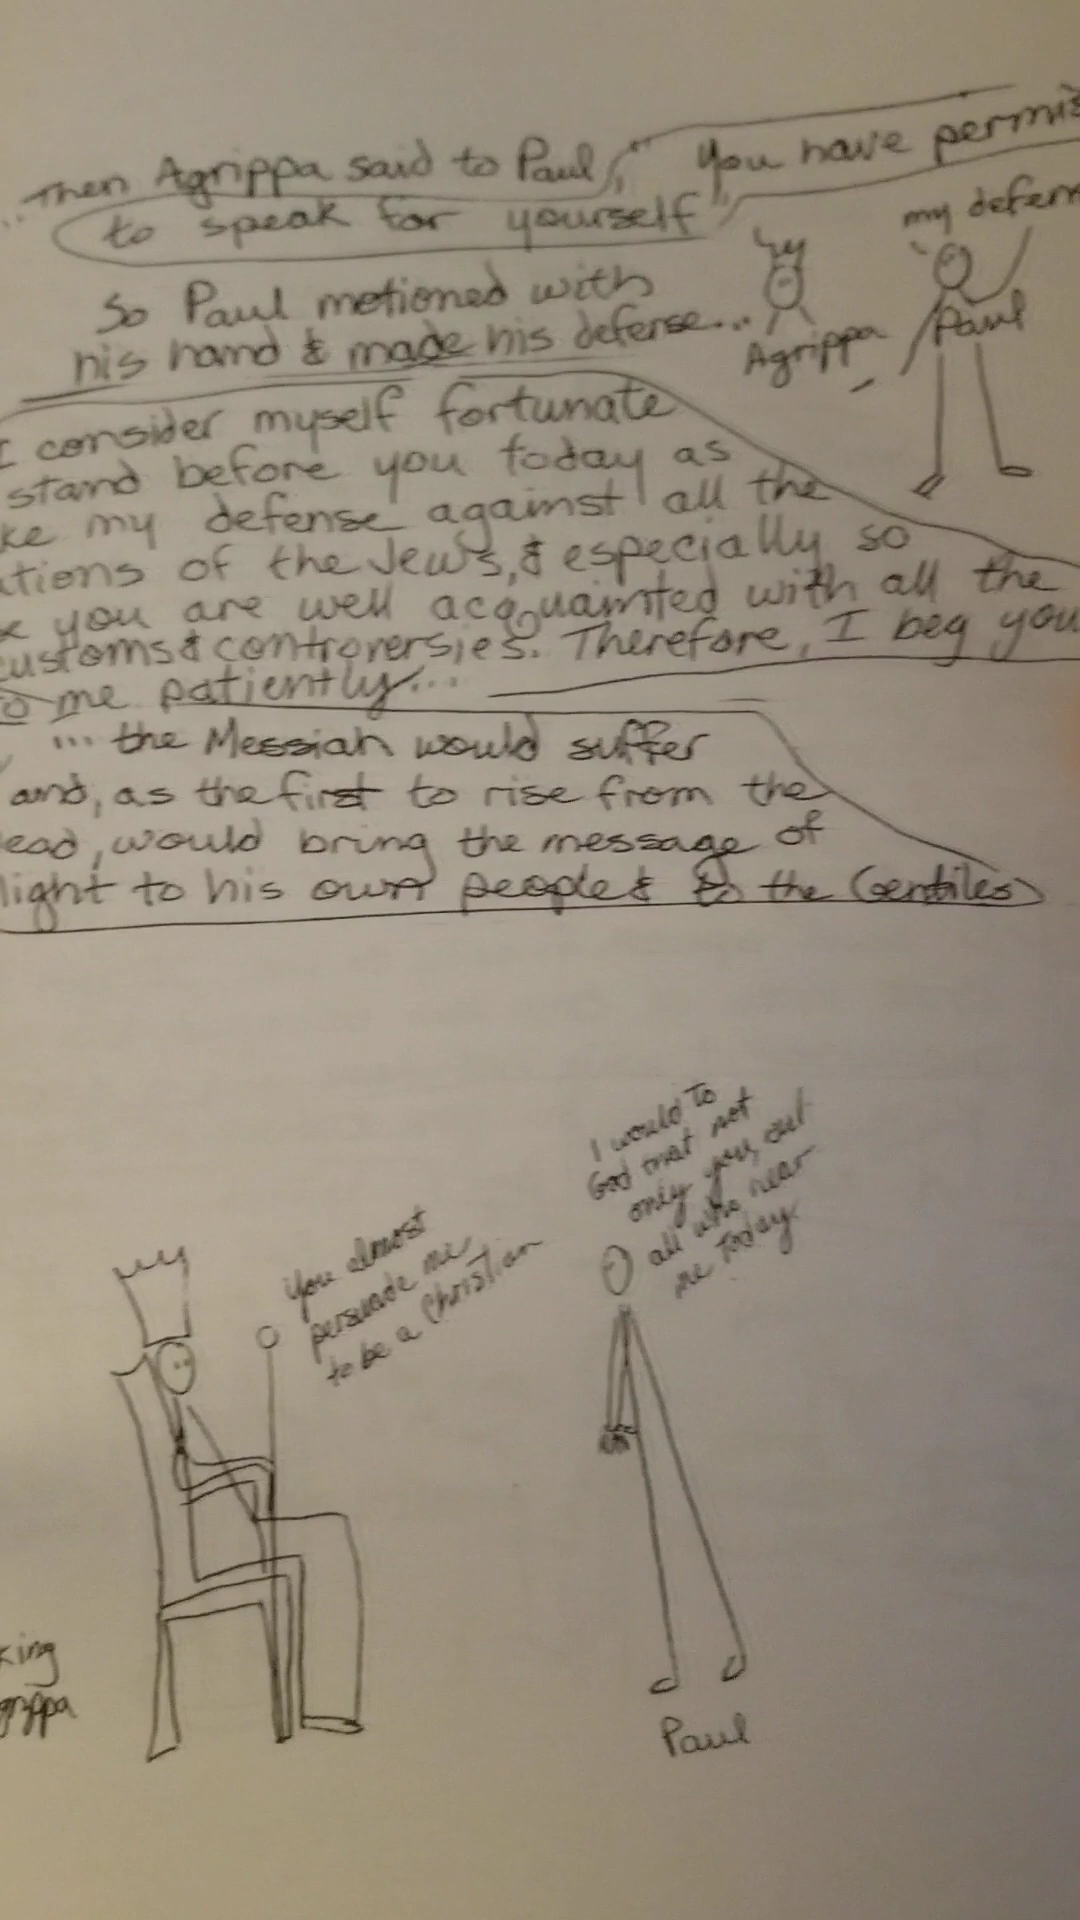 ...Then Agrippa said to Paul, "You have permis
to speak for yourself"
my defen
So Paul motioned with
his hand & made his defense...
Agrippa
Paul
I consider myself fortunate
stand before you today as
ke my defense against all the
ations of the Jews, & especially so
e you are well acquainted with all the
customs & controversies. Therefore, I beg you
to me patiently...
... the Messiah would suffer
and, as the first to rise from the
ead, would bring the message of
light to his own people & to the Gentiles
I would to
God that not
only you, but
all who hear
me today.
You almost
persuade me
to be a Christian
King
grippa
Paul